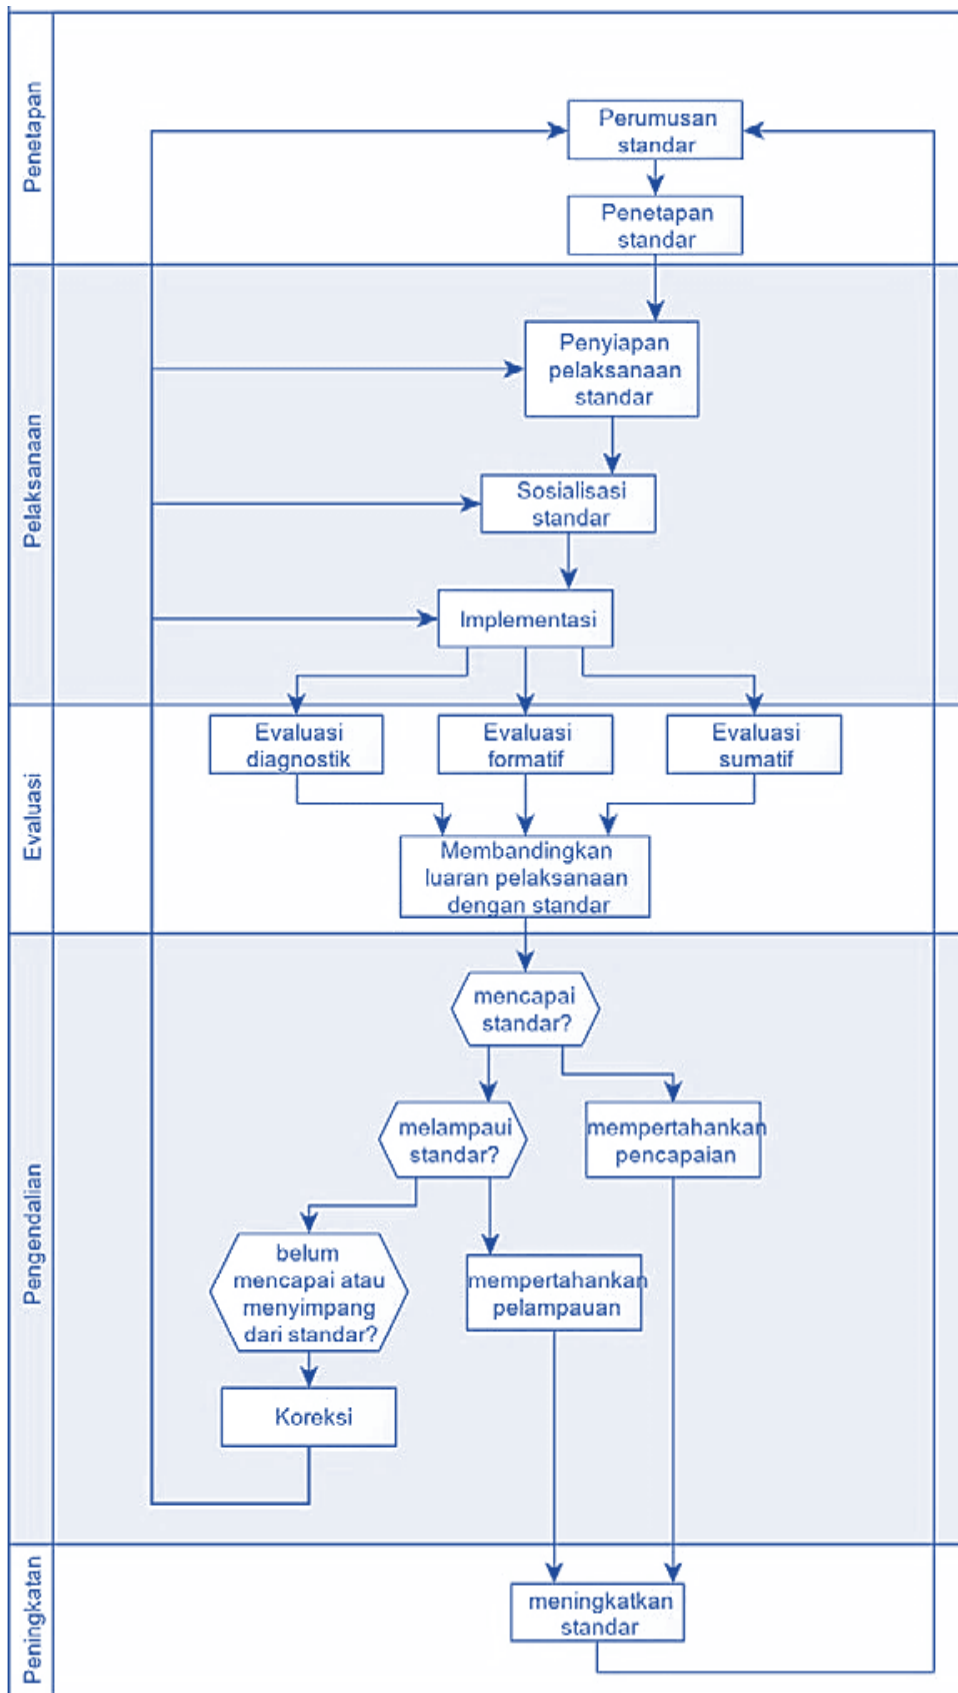 Penetapan
Perumusan
standar
Penetapan
standar
Pelaksanaan
Penyiapan
pelaksanaan
standar
Sosialisasi
standar
Implementasi
Evaluasi
Evaluasi
diagnostik
Evaluasi
formatif
Evaluasi
sumatif
Membandingkan
luaran pelaksanaan
dengan standar
Pengendalian
mencapai
standar?
melampaui
standar?
mempertahankan
pencapaian
belum
mencapai atau
menyimpang
dari standar?
mempertahankan
pelampauan
Koreksi
Peningkatan
meningkatkan
standar